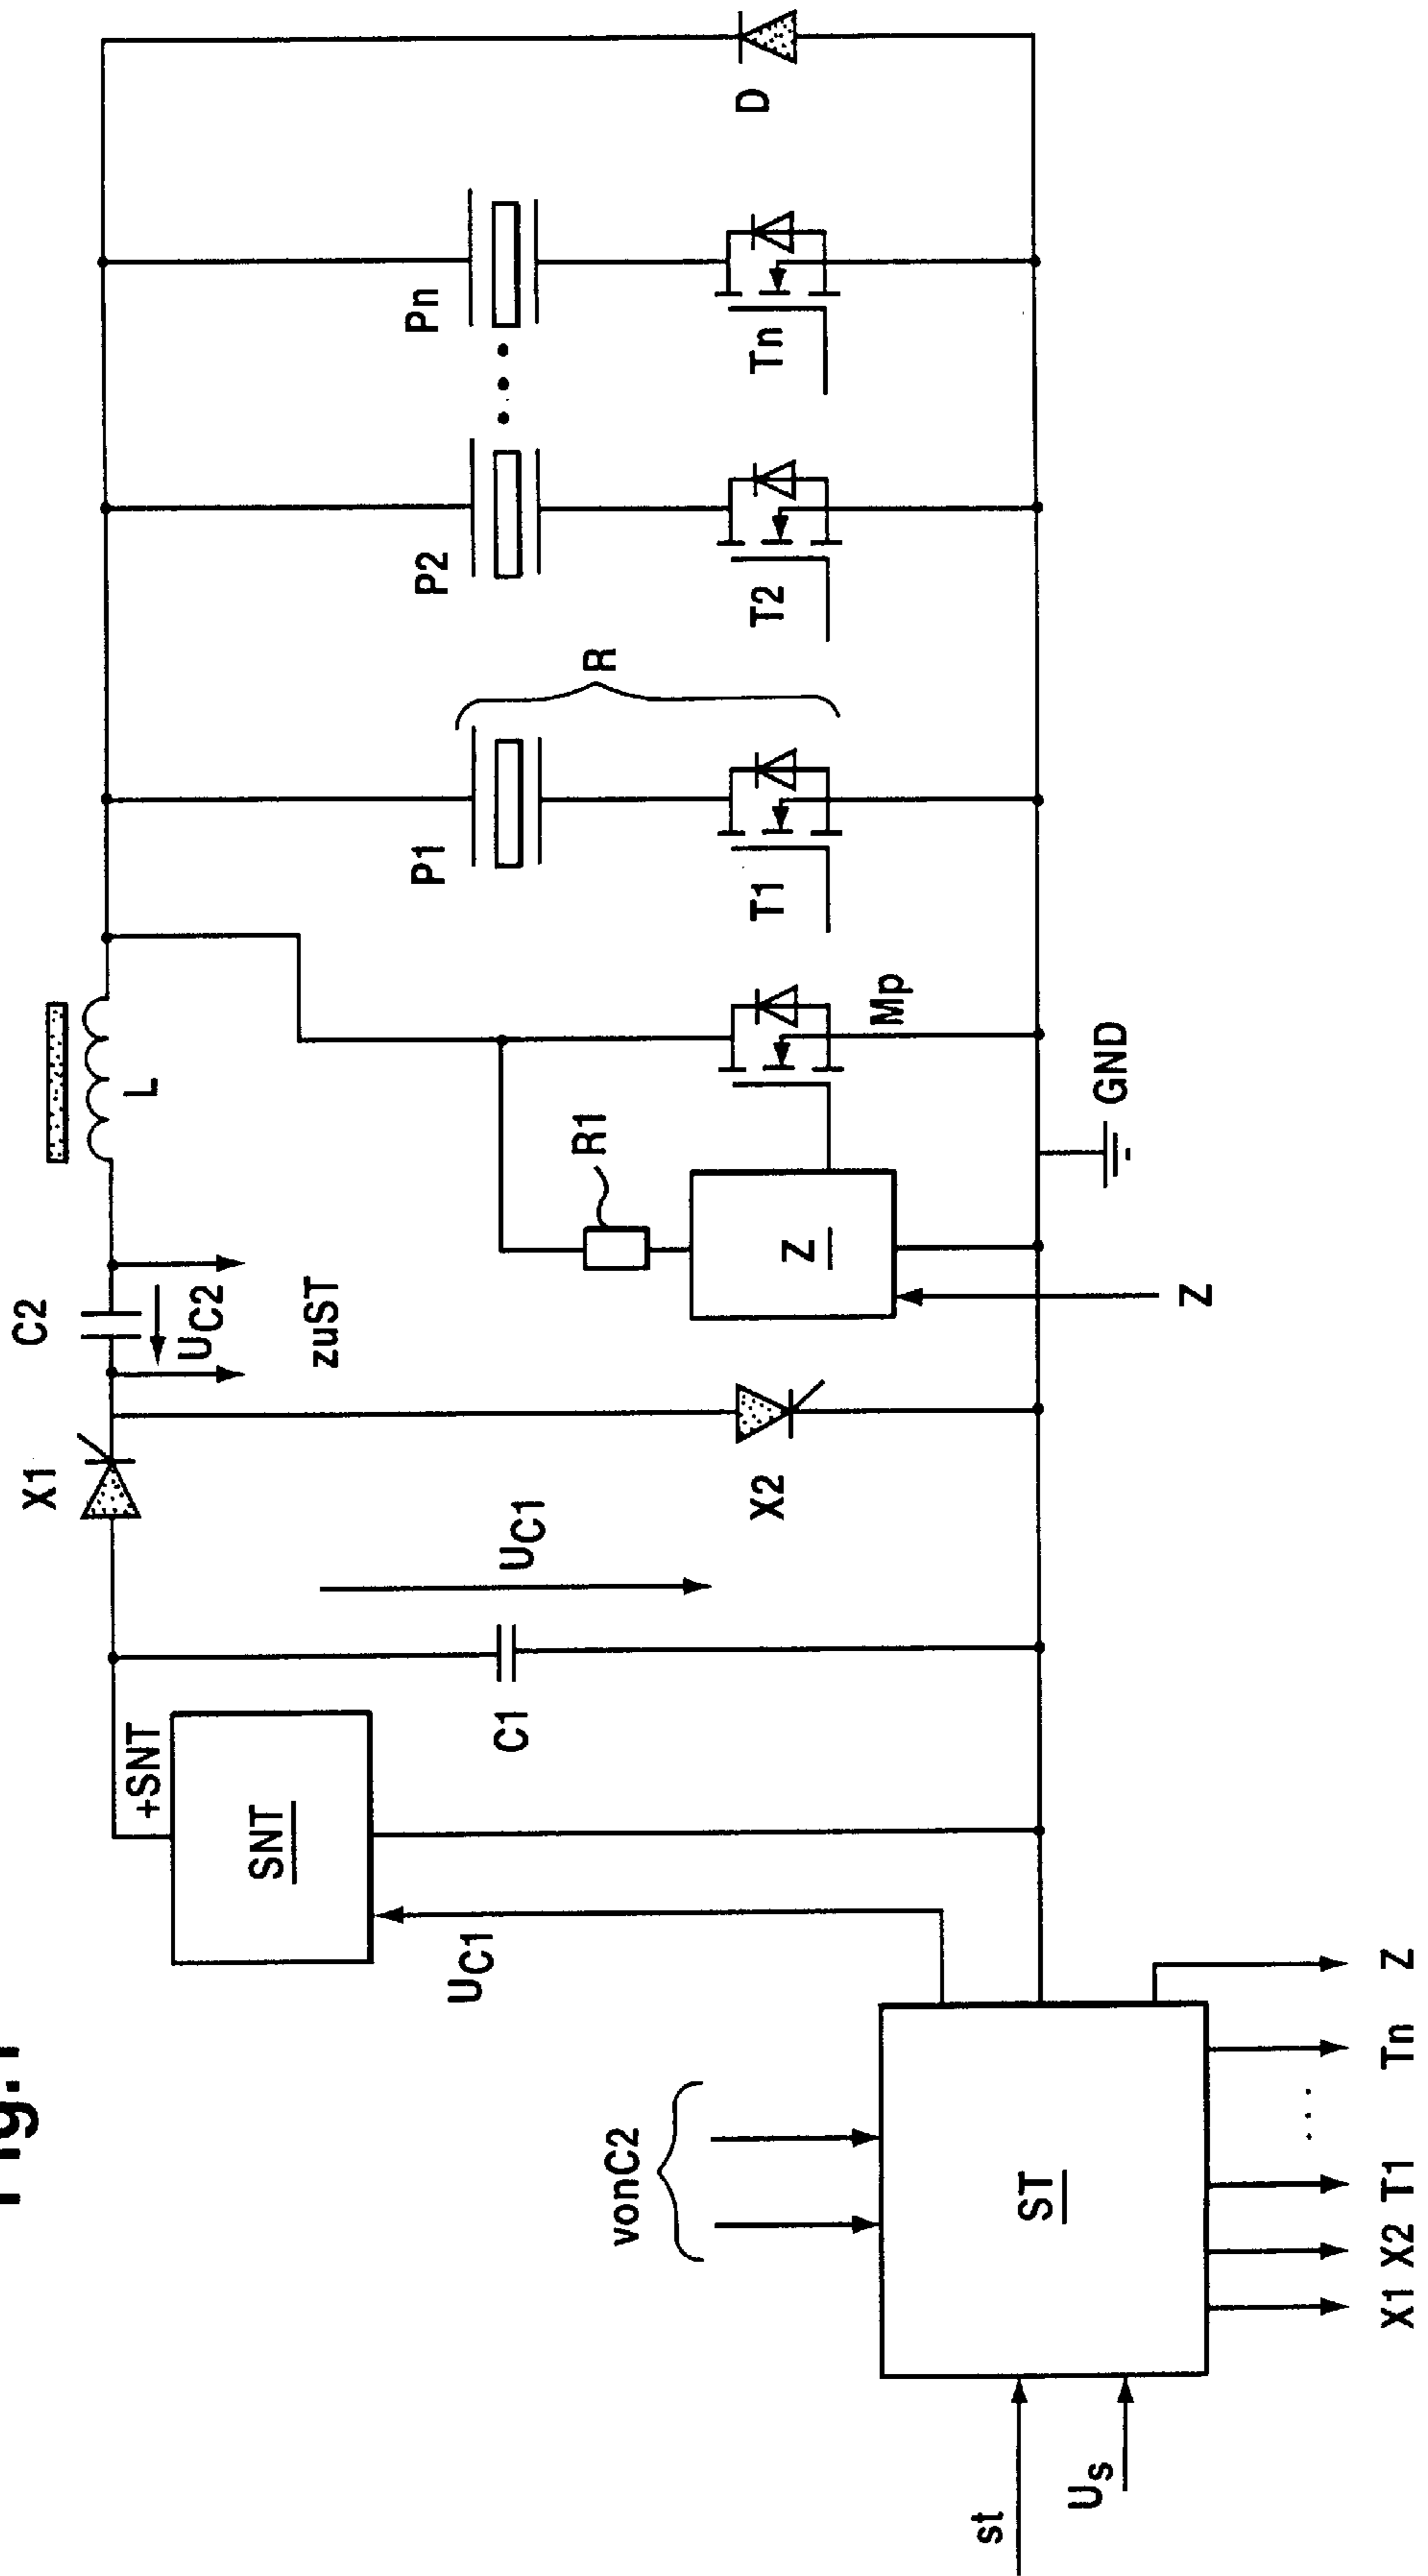 Fig.1
X1
C2
UC2
zuST
L
+SNT
SNT
UC1
C1
UC1
X2
R1
Z
Z
GND
Mp
P1
R
T1
P2
T2
Pn
Tn
D
vonC2
ST
st
Us
X1 X2 T1 ... Tn Z